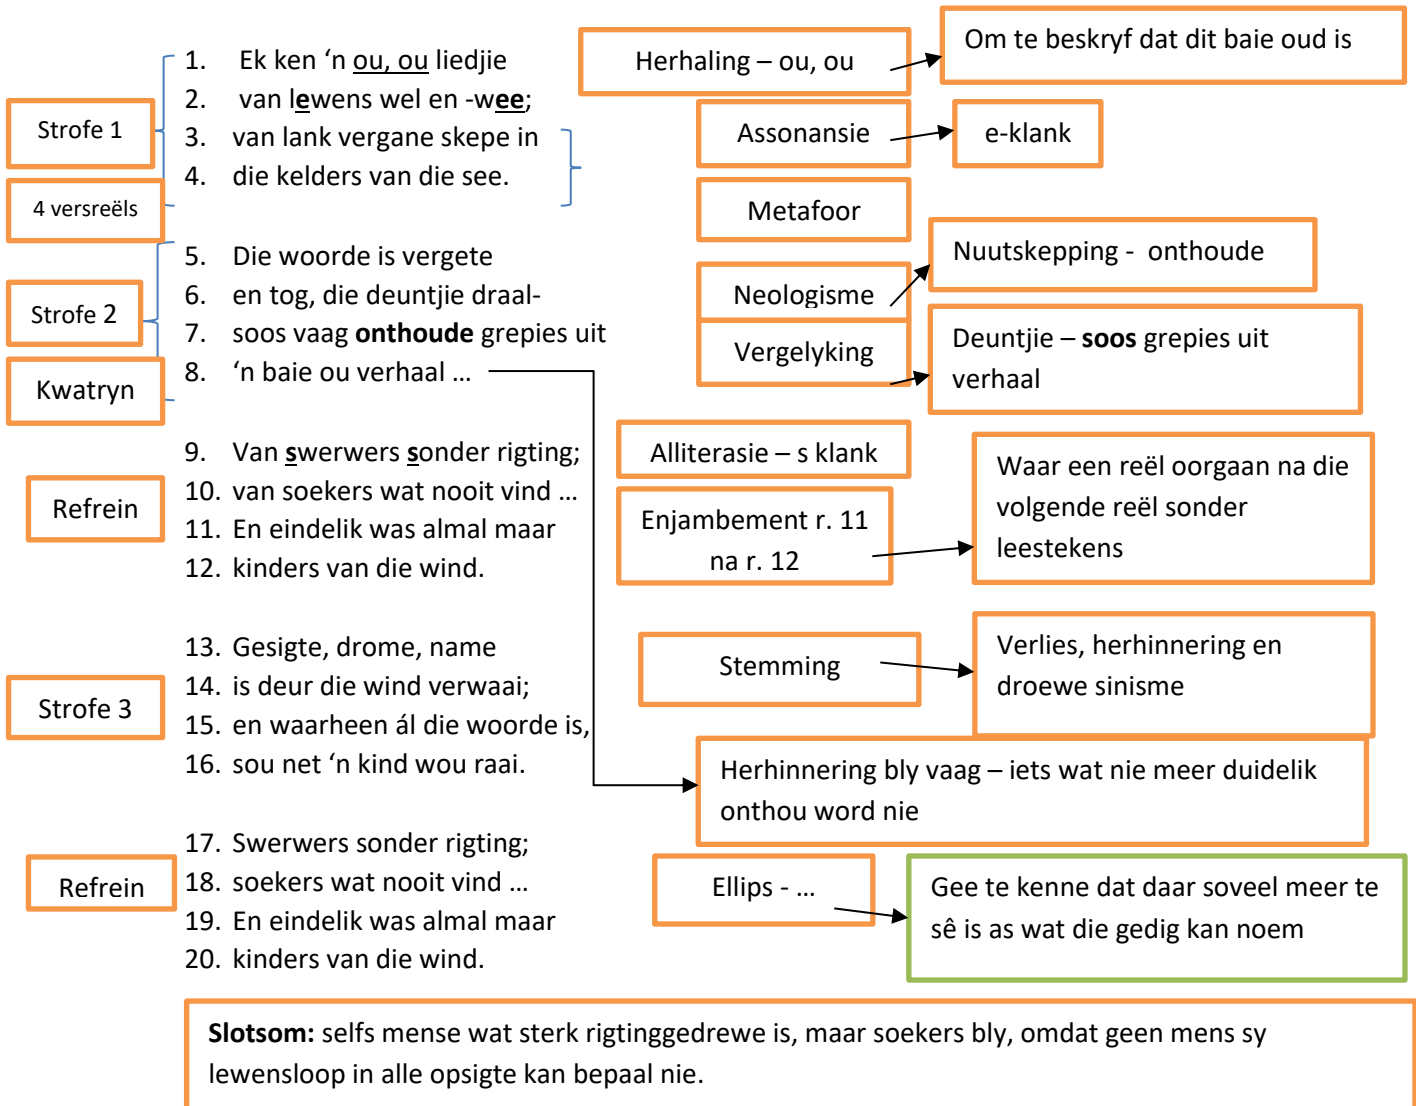 1. Ek ken ‘n ou, ou liedjie
2. van lewens wel en -wee;
3. van lank vergane skepe in
4. die kelders van die see.
Strofe 1
4 versreëls
Herhaling – ou, ou
Om te beskryf dat dit baie oud is
Assonansie
e-klank
Metafoor
5. Die woorde is vergete
6. en tog, die deuntjie draal-
7. soos vaag onthoude grepies uit
8. ‘n baie ou verhaal …
Strofe 2
Kwatryn
Neologisme
Nuutskepping - onthoude
Vergelyking
Deuntjie – soos grepies uit
verhaal
9. Van swerwers sonder rigting;
10. van soekers wat nooit vind …
11. En eindelik was almal maar
12. kinders van die wind.
Refrein
Alliterasie – s klank
Enjambement r. 11
na r. 12
Waar een reël oorgaan na die
volgende reël sonder
leestekens
13. Gesigte, drome, name
14. is deur die wind verwaai;
15. en waarheen ál die woorde is,
16. sou net ‘n kind wou raai.
Strofe 3
Stemming
Verlies, herhinnering en
droewe sinisme
Herhinnering bly vaag – iets wat nie meer duidelik
onthou word nie
17. Swerwers sonder rigting;
18. soekers wat nooit vind …
19. En eindelik was almal maar
20. kinders van die wind.
Refrein
Ellips - …
Gee te kenne dat daar soveel meer te
sê is as wat die gedig kan noem
Slotsom: selfs mense wat sterk rigtinggedrewe is, maar soekers bly, omdat geen mens sy
lewensloop in alle opsigte kan bepaal nie.